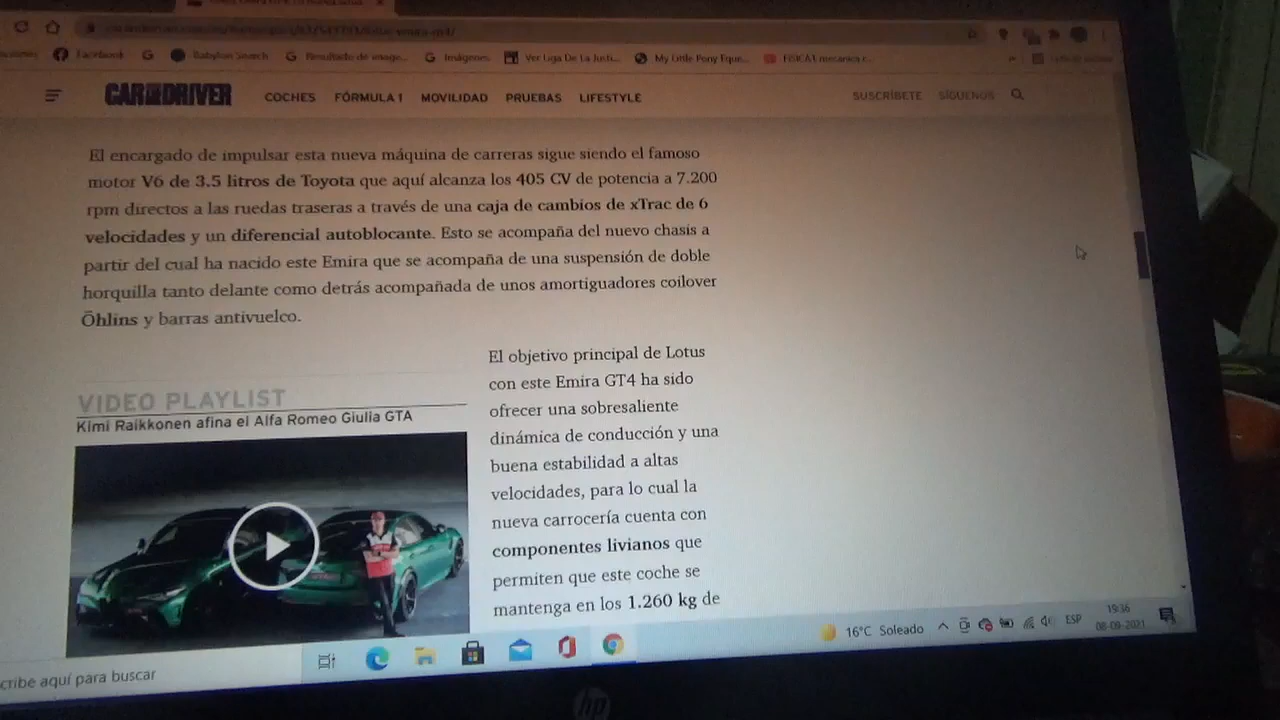 Facebook G Babylon Search G Resultado de image... G Imágenes Ver Liga De La Justi... My Little Pony Eque... FISICA1 mecanica c...
CAR AND DRIVER COCHES FÓRMULA 1 MOVILIDAD PRUEBAS LIFESTYLE SUSCRÍBETE SÍGUENOS
El encargado de impulsar esta nueva máquina de carreras sigue siendo el famoso
motor V6 de 3.5 litros de Toyota que aquí alcanza los 405 CV de potencia a 7.200
rpm directos a las ruedas traseras a través de una caja de cambios de xTrac de 6
velocidades y un diferencial autoblocante. Esto se acompaña del nuevo chasis a
partir del cual ha nacido este Emira que se acompaña de una suspensión de doble
horquilla tanto delante como detrás acompañada de unos amortiguadores coilover
Öhlins y barras antivuelco.
VIDEO PLAYLIST
Kimi Raikkonen afina el Alfa Romeo Giulia GTA
El objetivo principal de Lotus
con este Emira GT4 ha sido
ofrecer una sobresaliente
dinámica de conducción y una
buena estabilidad a altas
velocidades, para lo cual la
nueva carrocería cuenta con
componentes livianos que
permiten que este coche se
mantenga en los 1.260 kg de
cribe aquí para buscar
16°C Soleado ESP 19:36
08-09-2021
hp